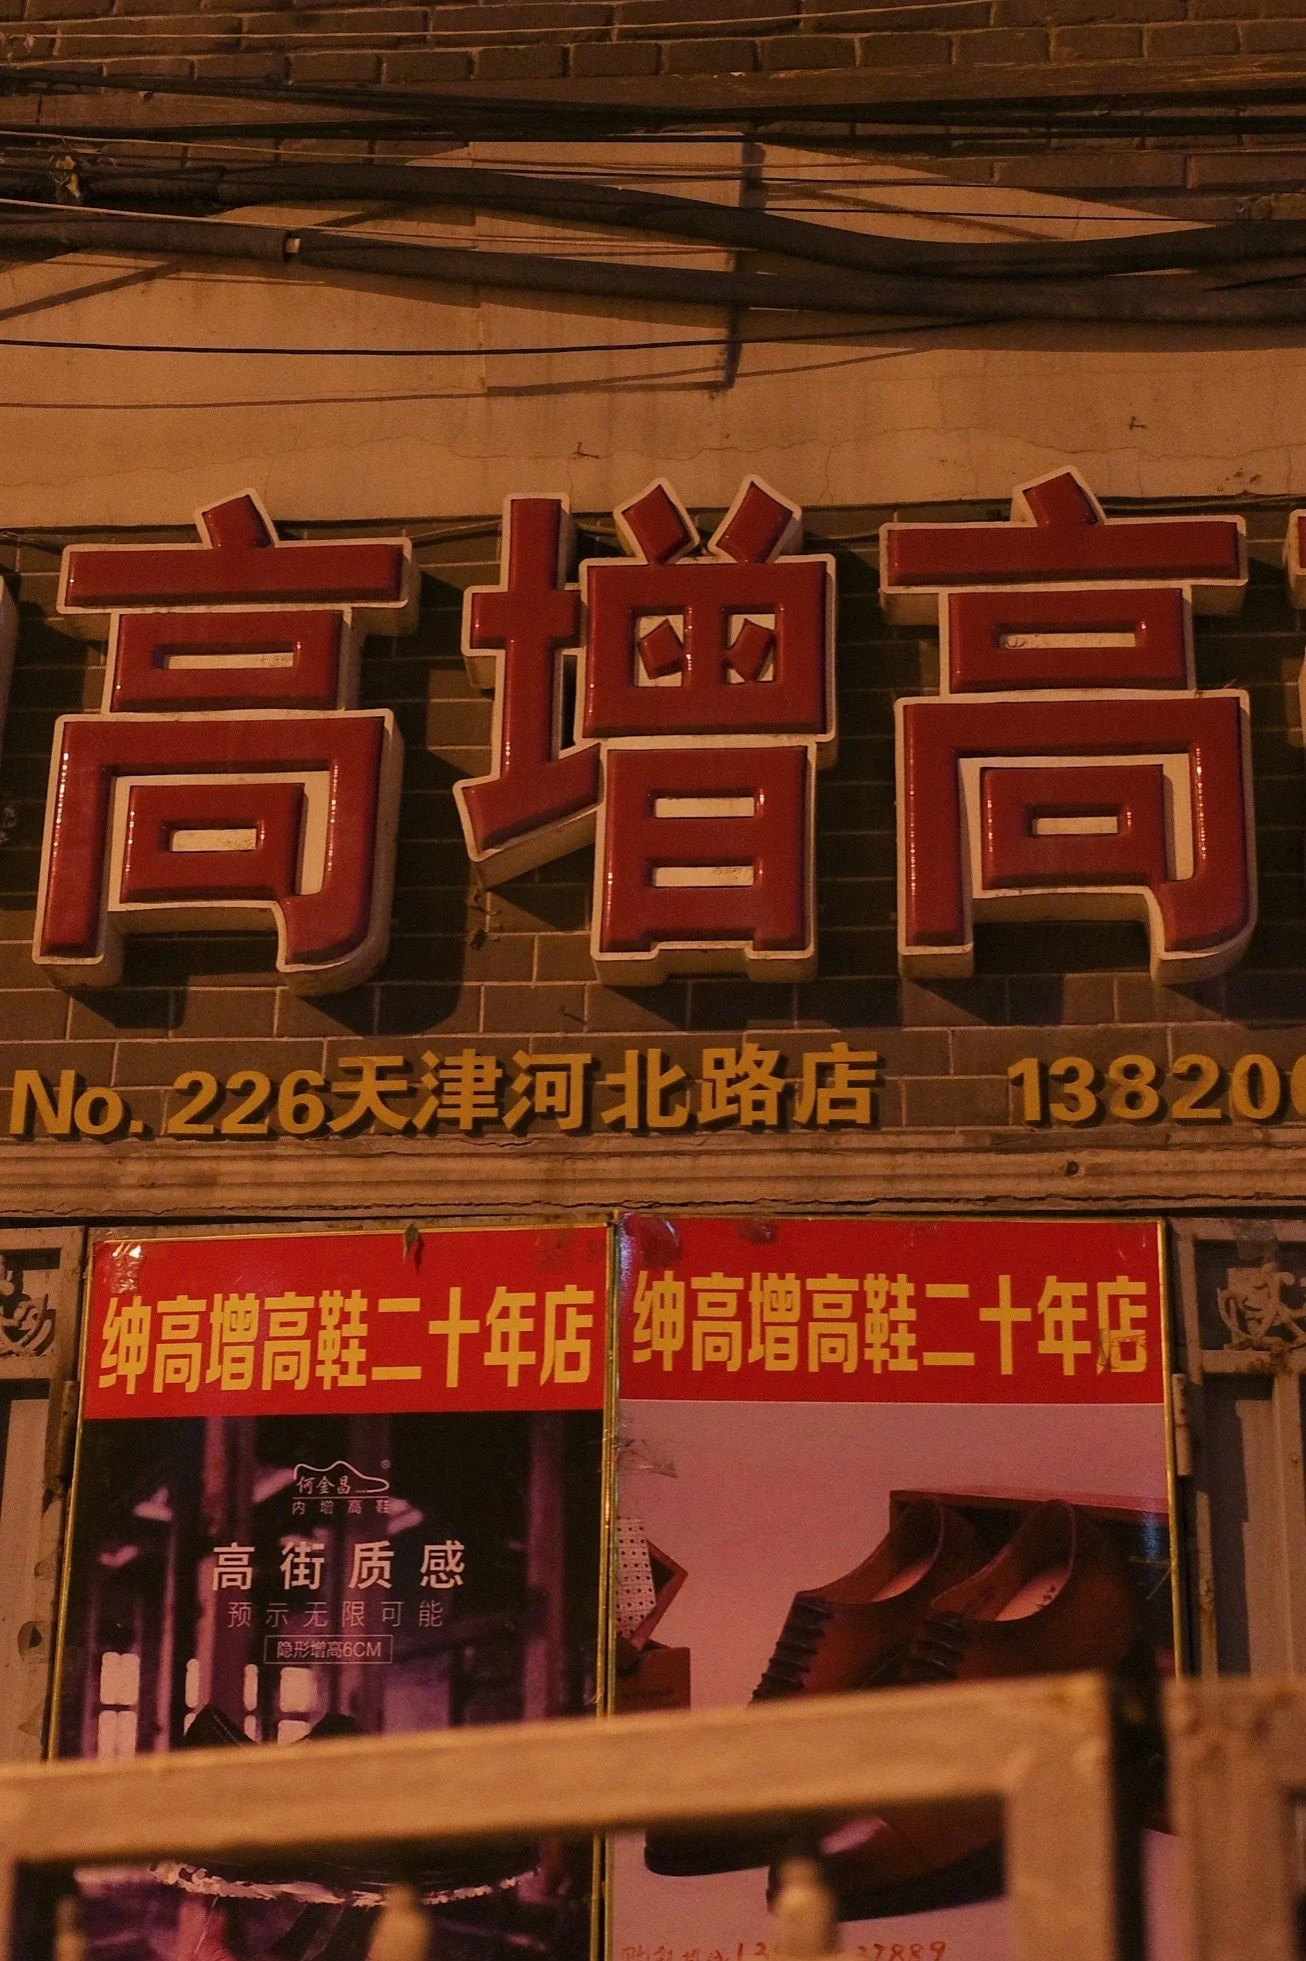 高增高
No. 226天津河北路店 13820
绅高增高鞋二十年店
绅高增高鞋二十年店
何金昌
®
内增高鞋
高街质感
预示无限可能
隐形增高6CM
37889